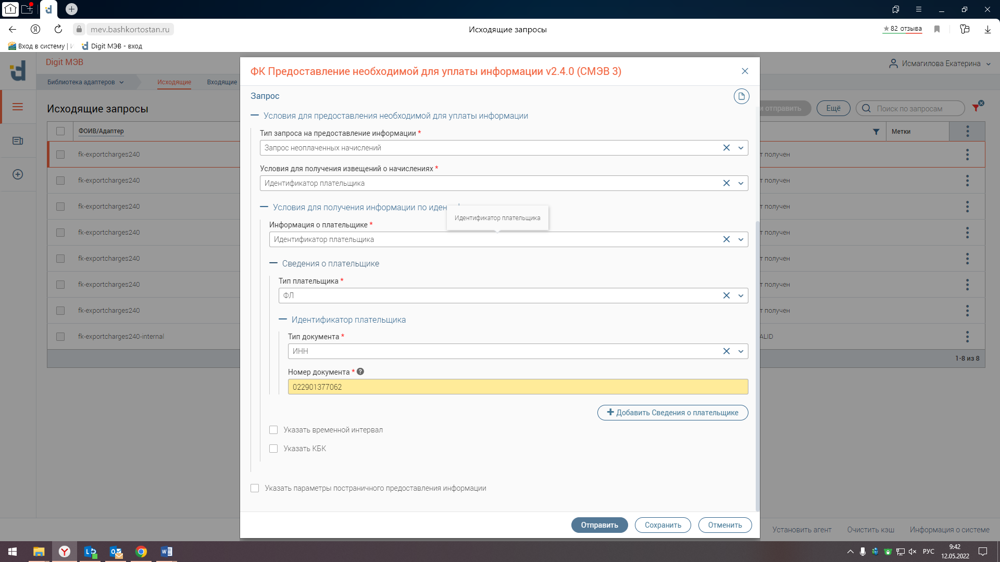 1
mev.bashkortostan.ru
Исходящие запросы
★ 82 отзыва
Вход в систему |
Digit МЭВ - вход
Digit МЭВ
Исмагилова Екатерина
Библиотека адаптеров
Исходящие
Входящие
Исходящие запросы
и отправить
Ещё
Поиск по запросам
ФОИВ/Адаптер
Метки
fk-exportcharges240
т получен
fk-exportcharges240
т получен
fk-exportcharges240
т получен
fk-exportcharges240
т получен
fk-exportcharges240
т получен
fk-exportcharges240
т получен
fk-exportcharges240
т получен
fk-exportcharges240-internal
ALID
1-8 из 8
ФК Предоставление необходимой для уплаты информации v2.4.0 (СМЭВ 3)
Запрос
Условия для предоставления необходимой для уплаты информации
Тип запроса на предоставление информации *
Запрос неоплаченных начислений
Условия для получения извещений о начислениях *
Идентификатор плательщика
Условия для получения информации по иден
Идентификатор плательщика
Информация о плательщике *
Идентификатор плательщика
Сведения о плательщике
Тип плательщика *
ФЛ
Идентификатор плательщика
Тип документа *
ИНН
Номер документа * ?
022901377062
+ Добавить Сведения о плательщике
Указать временной интервал
Указать КБК
Указать параметры постраничного предоставления информации
Отправить
Сохранить
Отменить
Установить агент
Очистить кэш
Информация о системе
РУС
9:42
12.05.2022